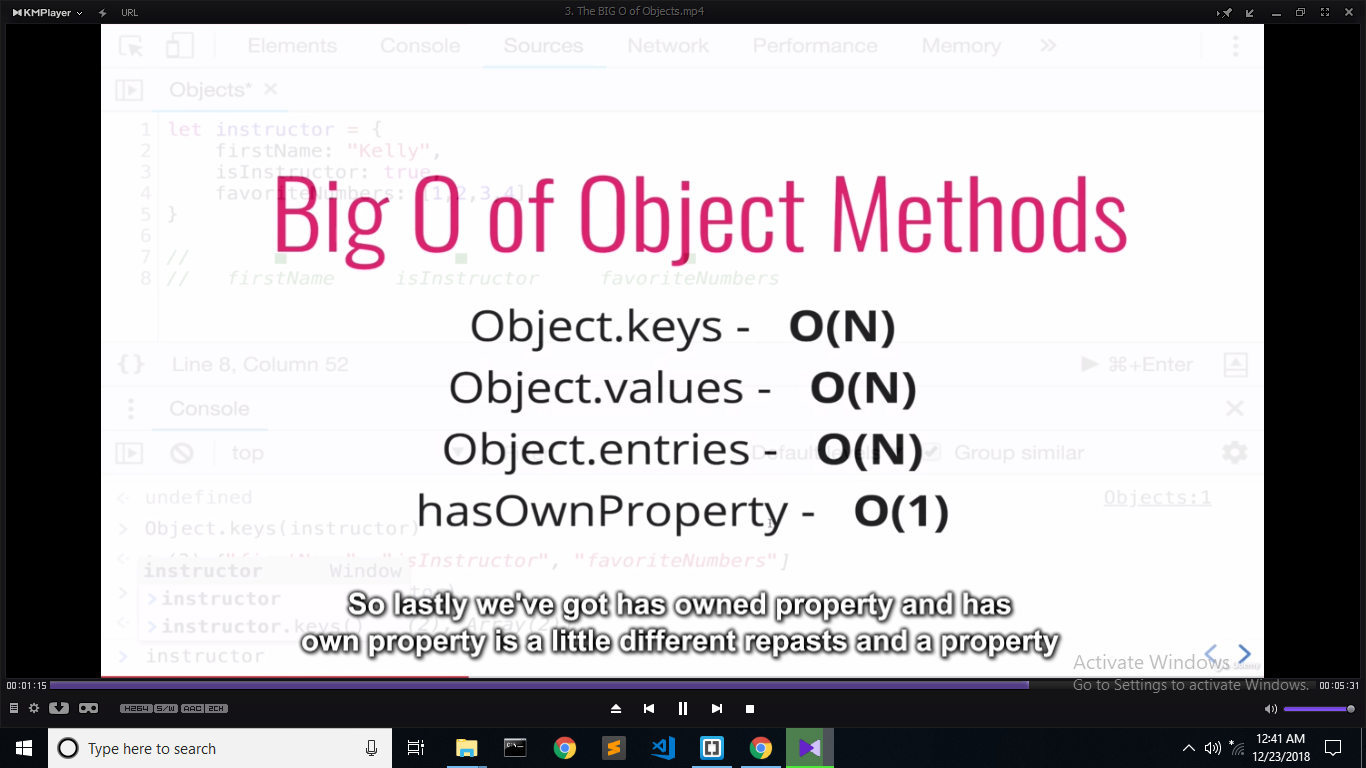 KMPlayer URL 3. The BIG O of Objects.mp4
Elements Console Sources Network Performance Memory »
Objects* ×
1 let instructor = {
2 firstName: "Kelly",
3 isInstructor: true,
4 favoriteNumbers: [1,2,3,4]
5 }
6
7 //
8 // firstName isInstructor favoriteNumbers
Big O of Object Methods
Object.keys - O(N)
Object.values - O(N)
Object.entries - O(N)
hasOwnProperty - O(1)
{} Line 8, Column 52 ⌘+Enter
Console
top Default levels Group similar
undefined Objects:1
> Object.keys(instructor)
"isInstructor", "favoriteNumbers"]
instructor Window
> instructor
> instructor.keys() (2), Array(2)
> instructor
So lastly we've got has owned property and has
own property is a little different repasts and a property
Activate Windows
Go to Settings to activate Windows.
00:01:15 00:05:31
H264 S/W AAC 2CH
Type here to search
12:41 AM
12/23/2018